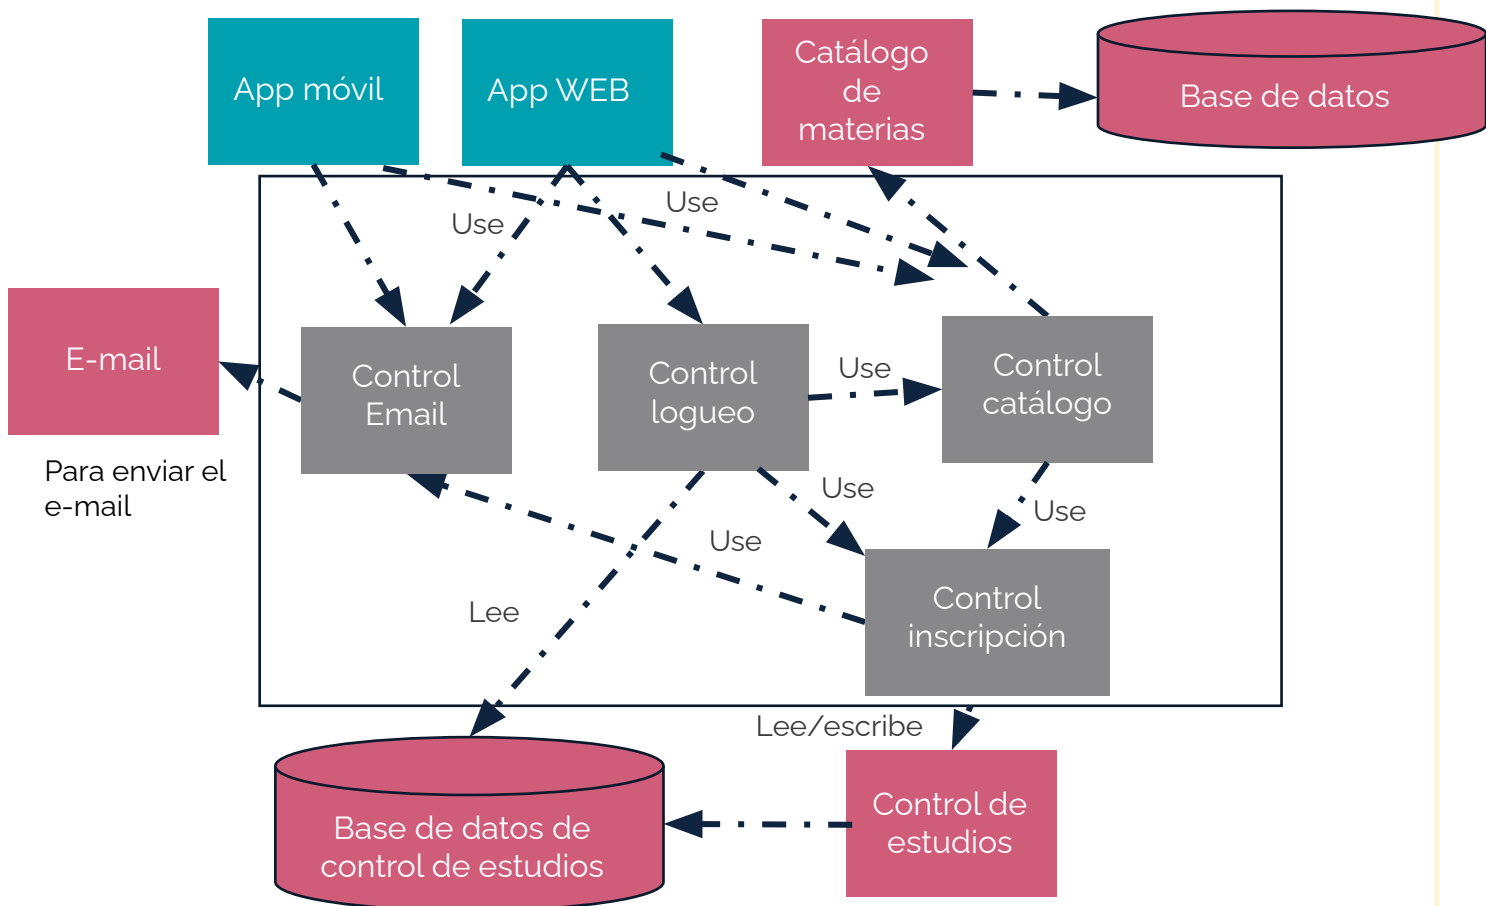 App móvil
App WEB
Catálogo
de
materias
Base de datos
Use
Use
E-mail
Para enviar el
e-mail
Control
Email
Control
logueo
Use
Control
catálogo
Use
Use
Use
Control
inscripción
Lee
Lee/escribe
Base de datos de
control de estudios
Control de
estudios